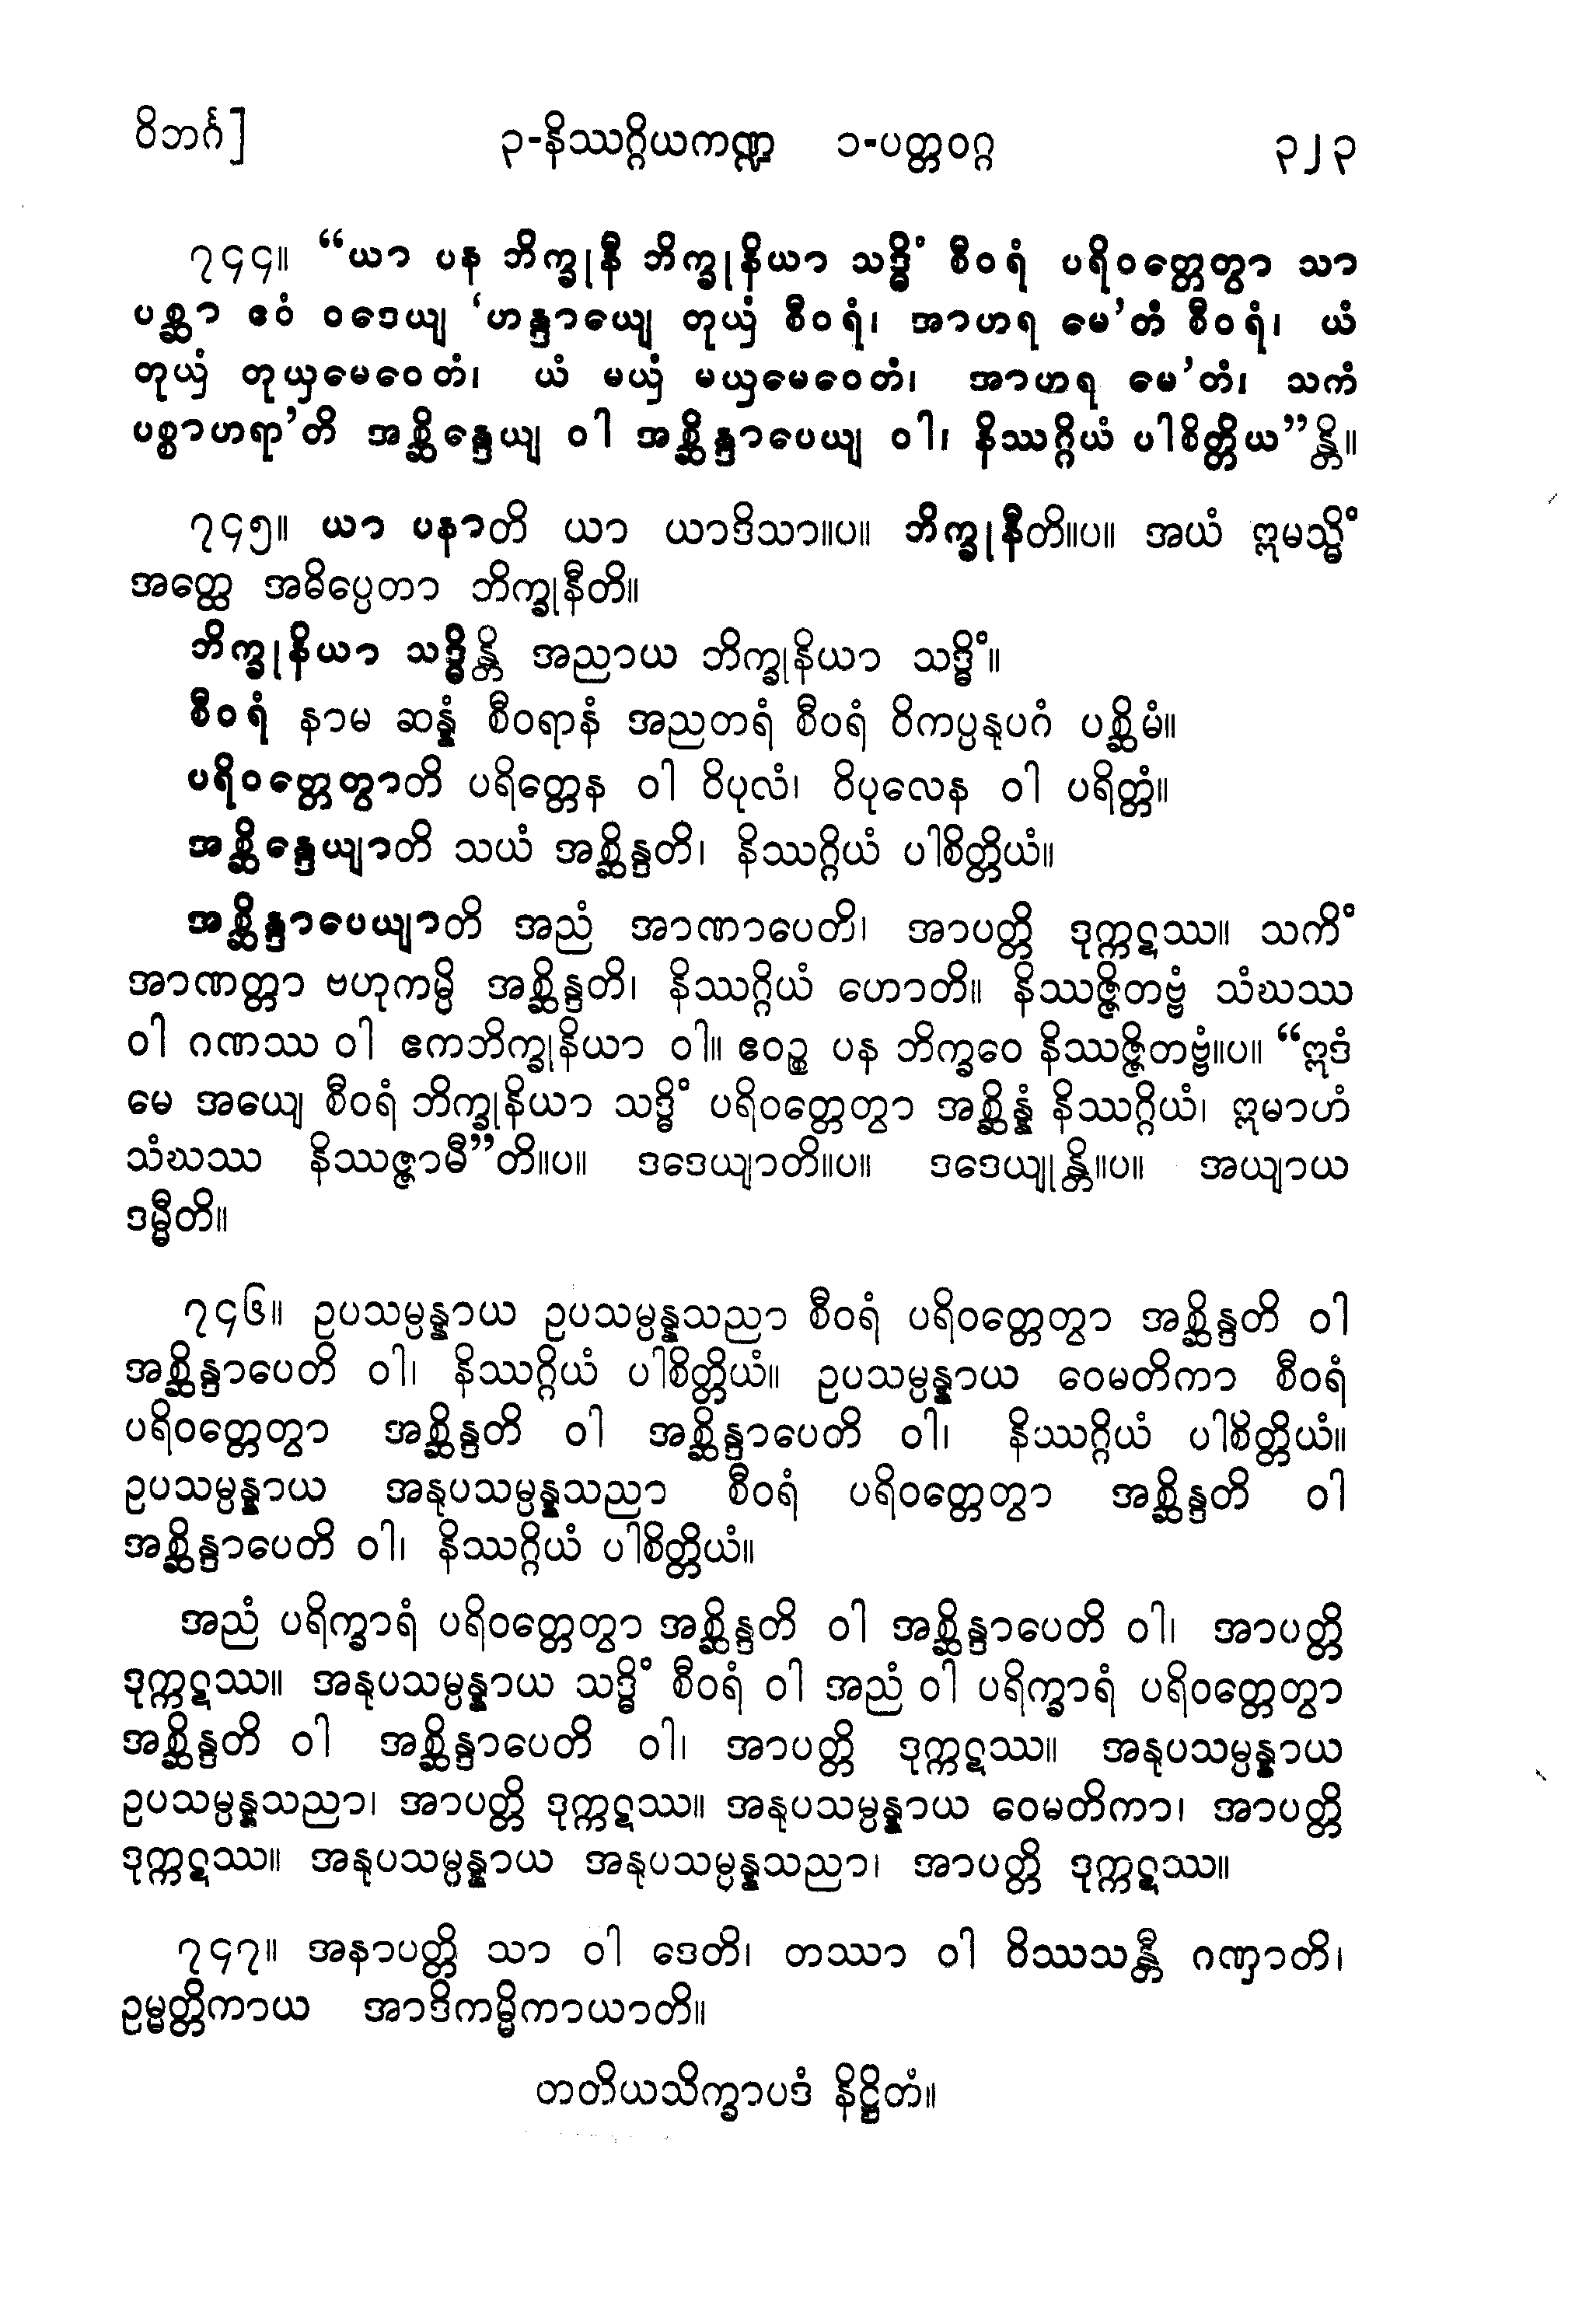 ဝိဘင်္ဂ]	၃-နိဿဂ္ဂိယကဏ္ဍ ၁-ပတ္တဝဂ္ဂ	၃၂၃
၇၄၄။ “ယာ ပန ဘိက္ခုနီ ဘိက္ခုနိယာ သဒ္ဓိံ စီဝရံ ပရိဝတ္တေတွာ သာ
ပစ္ဆာ ဧဝံ ဝဒေယျ ‘ဟန္ဒာယျေ တုယှံ စီဝရံ၊ အာဟရ မေ’တံ စီဝရံ၊ ယံ
တုယှံ တုယှမေဝေတံ၊ ယံ မယှံ မယှမေဝေတံ၊ အာဟရ မေ’တံ၊ သကံ
ပစ္စာဟရာ’တိ အစ္ဆိန္ဒေယျ ဝါ အစ္ဆိန္ဒာပေယျ ဝါ၊ နိဿဂ္ဂိယံ ပါစိတ္တိယ”န္တိ။
၇၄၅။ ယာ ပနာတိ ယာ ယာဒိသာ။ပ။ ဘိက္ခုနီတိ။ပ။ အယံ ဣမသ္မိံ
အတ္ထေ အဓိပ္ပေတာ ဘိက္ခုနီတိ။
ဘိက္ခုနိယာ သဒ္ဓိန္တိ အညာယ ဘိက္ခုနိယာ သဒ္ဓိံ။
စီဝရံ နာမ ဆန္နံ စီဝရာနံ အညတရံ စီဝရံ ဝိကပ္ပနုပဂံ ပစ္ဆိမံ။
ပရိဝတ္တေတွာတိ ပရိတ္တေန ဝါ ဝိပုလံ၊ ဝိပုလေန ဝါ ပရိတ္တံ။
အစ္ဆိန္ဒေယျာတိ သယံ အစ္ဆိန္ဒတိ၊ နိဿဂ္ဂိယံ ပါစိတ္တိယံ။
အစ္ဆိန္ဒာပေယျာတိ အညံ အာဏာပေတိ၊ အာပတ္တိ ဒုက္ကဋဿ။ သကိံ
အာဏတ္တာ ဗဟုကမ္ပိ အစ္ဆိန္ဒတိ၊ နိဿဂ္ဂိယံ ဟောတိ။ နိဿဇ္ဇိတဗ္ဗံ သံဃဿ
ဝါ ဂဏဿ ဝါ ဧကဘိက္ခုနိယာ ဝါ။ ဧဝဉ္စ ပန ဘိက္ခဝေ နိဿဇ္ဇိတဗ္ဗံ။ပ။ “ဣဒံ
မေ အယျေ စီဝရံ ဘိက္ခုနိယာ သဒ္ဓိံ ပရိဝတ္တေတွာ အစ္ဆိန္နံ နိဿဂ္ဂိယံ၊ ဣမာဟံ
သံဃဿ နိဿဇ္ဇာမီ”တိ။ပ။ ဒဒေယျာတိ။ပ။ ဒဒေယျုန္တိ။ပ။ အယျာယ
ဒမ္မီတိ။
၇၄၆။ ဥပသမ္ပန္နာယ ဥပသမ္ပန္နသညာ စီဝရံ ပရိဝတ္တေတွာ အစ္ဆိန္ဒတိ ဝါ
အစ္ဆိန္ဒာပေတိ ဝါ၊ နိဿဂ္ဂိယံ ပါစိတ္တိယံ။ ဥပသမ္ပန္နာယ ဝေမတိကာ စီဝရံ
ပရိဝတ္တေတွာ အစ္ဆိန္ဒတိ ဝါ အစ္ဆိန္ဒာပေတိ ဝါ၊ နိဿဂ္ဂိယံ ပါစိတ္တိယံ။
ဥပသမ္ပန္နာယ အနုပသမ္ပန္နသညာ စီဝရံ ပရိဝတ္တေတွာ အစ္ဆိန္ဒတိ ဝါ
အစ္ဆိန္ဒာပေတိ ဝါ၊ နိဿဂ္ဂိယံ ပါစိတ္တိယံ။
အညံ ပရိက္ခာရံ ပရိဝတ္တေတွာ အစ္ဆိန္ဒတိ ဝါ အစ္ဆိန္ဒာပေတိ ဝါ၊ အာပတ္တိ
ဒုက္ကဋဿ။ အနုပသမ္ပန္နာယ သဒ္ဓိံ စီဝရံ ဝါ အညံ ဝါ ပရိက္ခာရံ ပရိဝတ္တေတွာ
အစ္ဆိန္ဒတိ ဝါ အစ္ဆိန္ဒာပေတိ ဝါ၊ အာပတ္တိ ဒုက္ကဋဿ။ အနုပသမ္ပန္နာယ
ဥပသမ္ပန္နသညာ၊ အာပတ္တိ ဒုက္ကဋဿ။ အနုပသမ္ပန္နာယ ဝေမတိကာ၊ အာပတ္တိ
ဒုက္ကဋဿ။ အနုပသမ္ပန္နာယ အနုပသမ္ပန္နသညာ၊ အာပတ္တိ ဒုက္ကဋဿ။
၇၄၇။ အနာပတ္တိ သာ ဝါ ဒေတိ၊ တဿာ ဝါ ဝိဿသန္တီ ဂဏှာတိ၊
ဥမ္မတ္တိကာယ အာဒိကမ္မိကာယာတိ။
တတိယသိက္ခာပဒံ နိဋ္ဌိတံ။